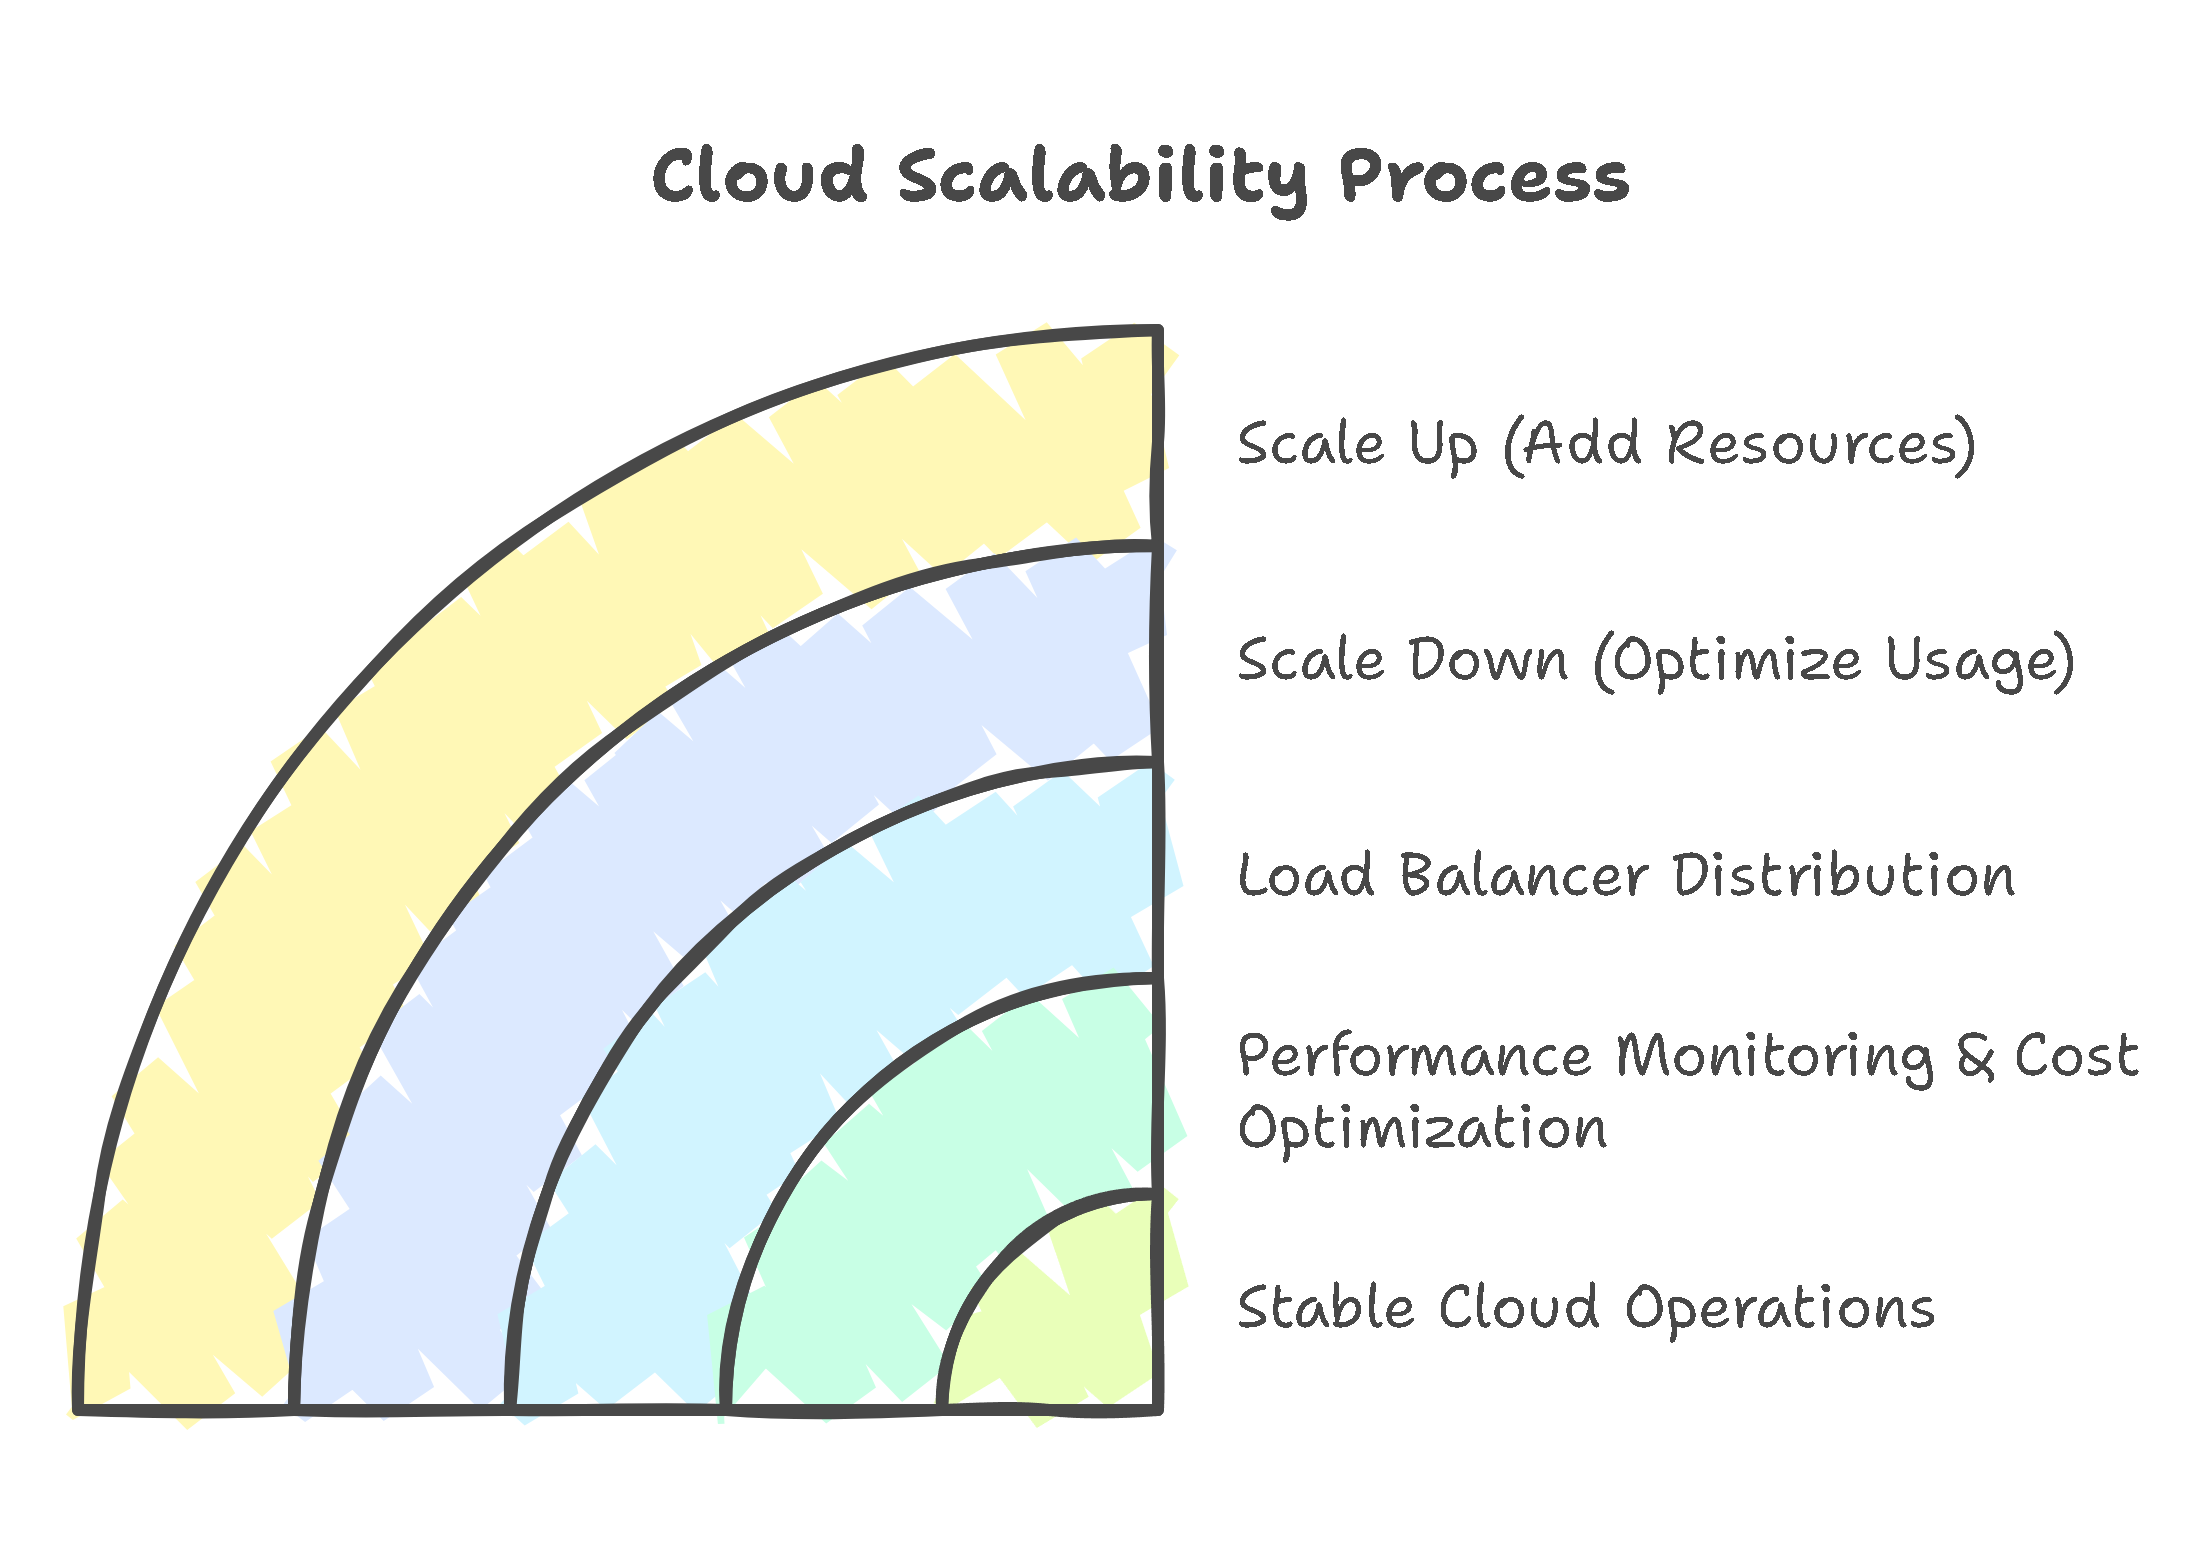 Cloud Scalability Process
Scale Up (Add Resources)
Scale Down (Optimize Usage)
Load Balancer Distribution
Performance Monitoring & Cost
Optimization
Stable Cloud Operations